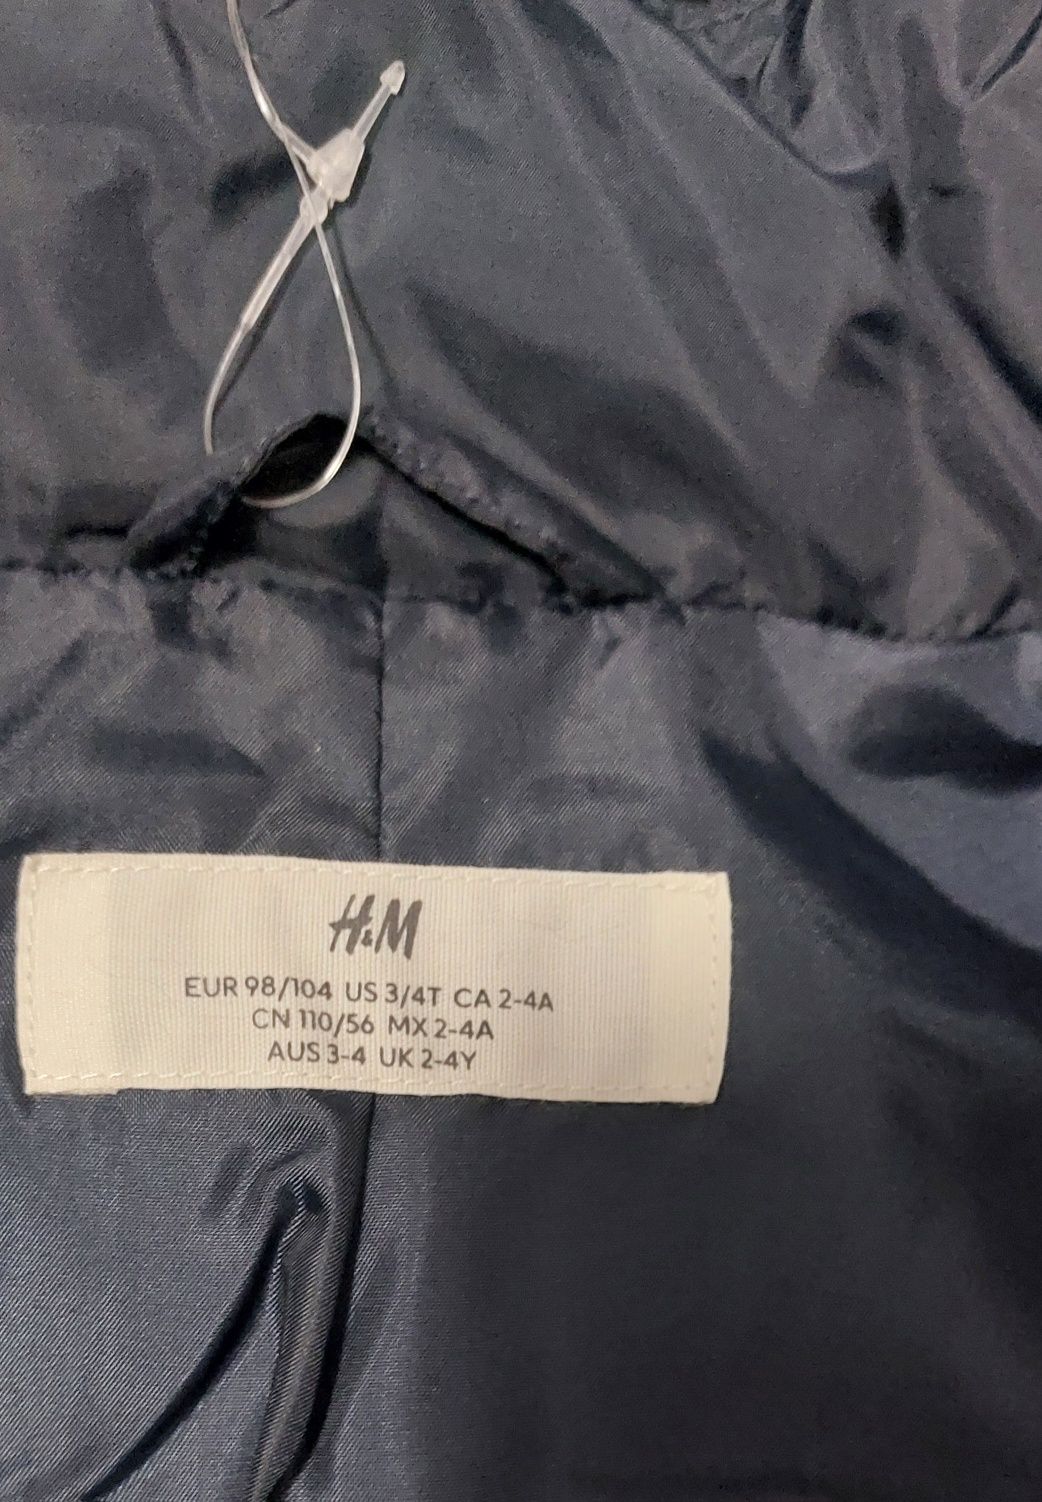 H&M
EUR 98/104 US 3/4T CA 2-4A
CN 110/56 MX 2-4A
AUS 3-4 UK 2-4Y